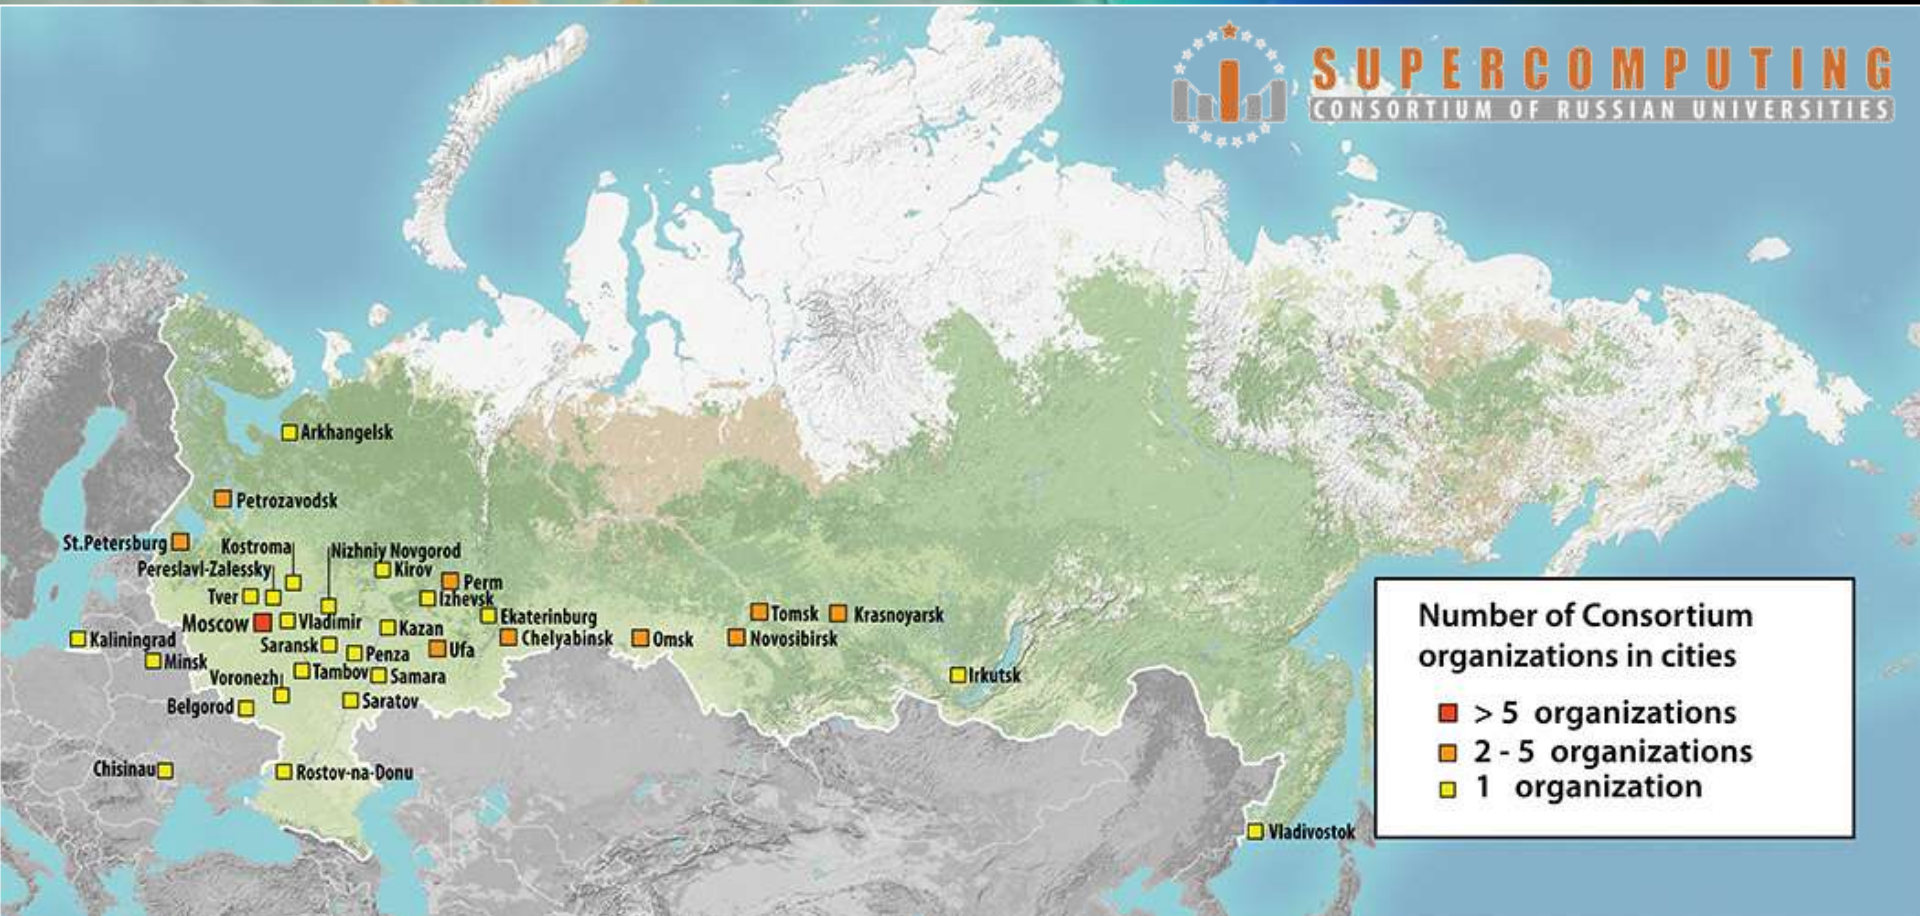 SUPERCOMPUTING
CONSORTIUM OF RUSSIAN UNIVERSITIES
Arkhangelsk
Petrozavodsk
St.Petersburg
Kostroma
Nizhniy Novgorod
Pereslavl-Zalessky
Kirov
Perm
Tver
Izhevsk
Ekaterinburg
Tomsk
Krasnoyarsk
Moscow
Vladimir
Kazan
Chelyabinsk
Omsk
Novosibirsk
Kaliningrad
Saransk
Penza
Ufa
Minsk
Voronezh
Tambov
Samara
Irkutsk
Belgorod
Saratov
Chisinau
Rostov-na-Donu
Vladivostok
Number of Consortium
organizations in cities
> 5 organizations
2 - 5 organizations
1 organization